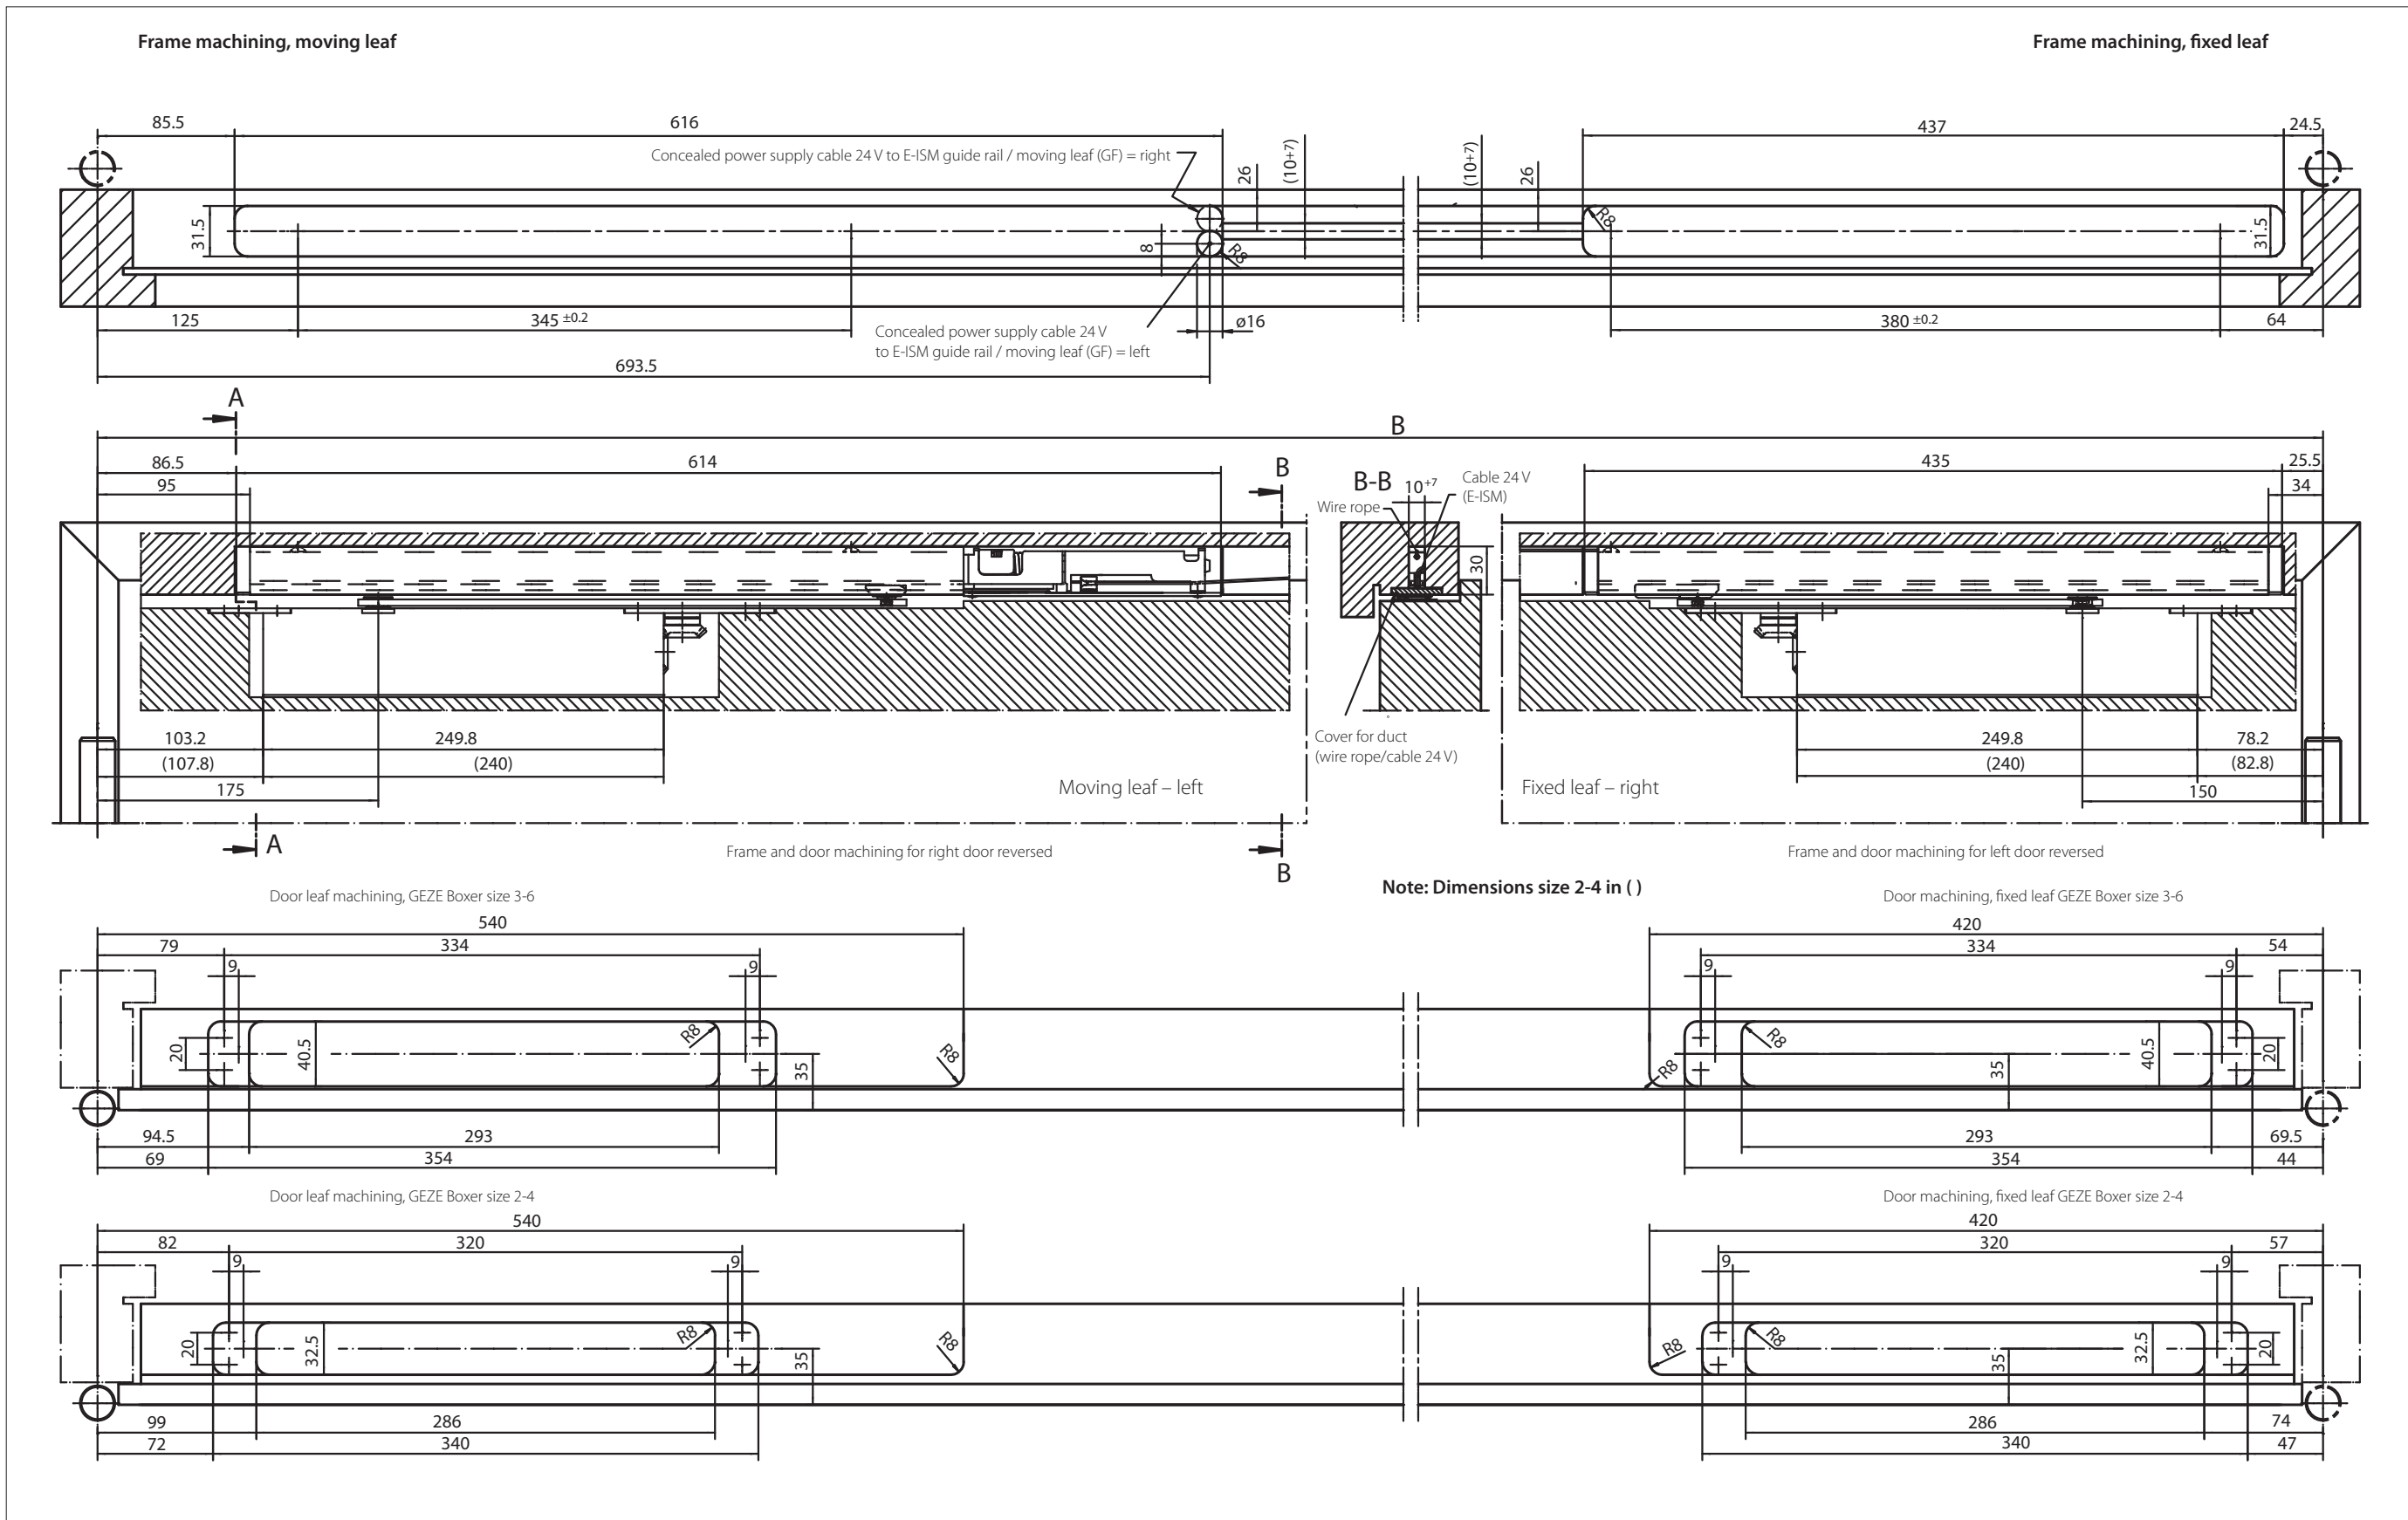 Frame machining, moving leaf
Frame machining, fixed leaf
85.5
616
437
24.5
Concealed power supply cable 24 V to E-ISM guide rail / moving leaf (GF) = right
26
(10+7)
(10+7)
26
31.5
8
R8
R8
31.5
125
345 ±0.2
Concealed power supply cable 24 V
to E-ISM guide rail / moving leaf (GF) = left
ø16
380 ±0.2
64
693.5
A
B
86.5
614
B
B-B
10+7
Cable 24 V
(E-ISM)
435
25.5
95
Wire rope
34
30
103.2
249.8
Cover for duct
(wire rope/cable 24 V)
249.8
78.2
(107.8)
(240)
(240)
(82.8)
175
Moving leaf – left
Fixed leaf – right
150
A
Frame and door machining for right door reversed
B
Frame and door machining for left door reversed
Note: Dimensions size 2-4 in ( )
Door leaf machining, GEZE Boxer size 3-6
Door machining, fixed leaf GEZE Boxer size 3-6
540
420
79
334
334
54
9
9
9
9
20
40.5
R8
35
R8
R8
R8
35
40.5
20
94.5
293
293
69.5
69
354
354
44
Door leaf machining, GEZE Boxer size 2-4
Door machining, fixed leaf GEZE Boxer size 2-4
540
420
82
320
320
57
9
9
9
9
20
32.5
R8
35
R8
R8
R8
35
32.5
20
99
286
286
74
72
340
340
47